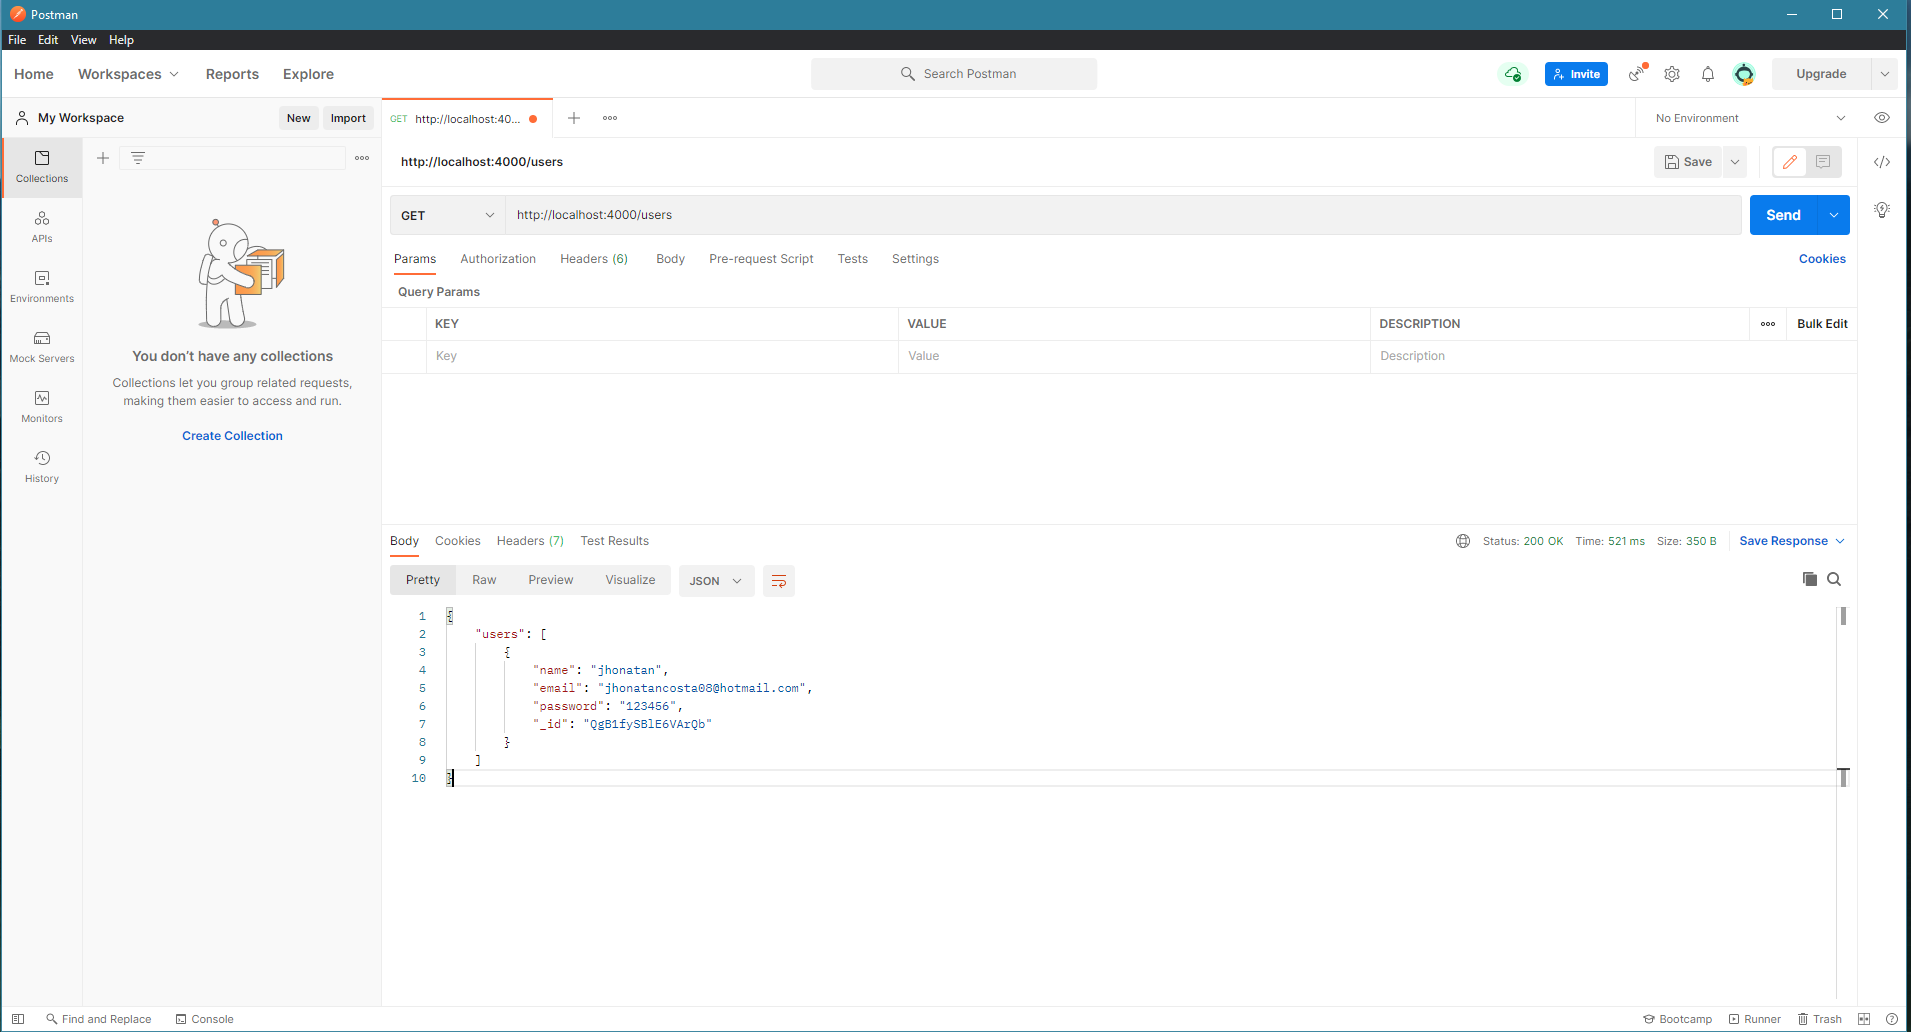 Postman
File Edit View Help
Home Workspaces Reports Explore Search Postman Invite Upgrade
My Workspace New Import GET http://localhost:40... No Environment
http://localhost:4000/users Save
Collections
GET http://localhost:4000/users Send
APIs
Params Authorization Headers (6) Body Pre-request Script Tests Settings Cookies
Query Params
Environments
KEY VALUE DESCRIPTION Bulk Edit
Key Value Description
Mock Servers
You don't have any collections
Collections let you group related requests,
making them easier to access and run.
Monitors
Create Collection
History
Body Cookies Headers (7) Test Results Status: 200 OK Time: 521 ms Size: 350 B Save Response
Pretty Raw Preview Visualize JSON
1 {
2 "users": [
3 {
4 "name": "jhonatan",
5 "email": "jhonatancosta08@hotmail.com",
6 "password": "123456",
7 "_id": "QgB1fySBlE6VArQb"
8 }
9 ]
10 }
Find and Replace Console Bootcamp Runner Trash